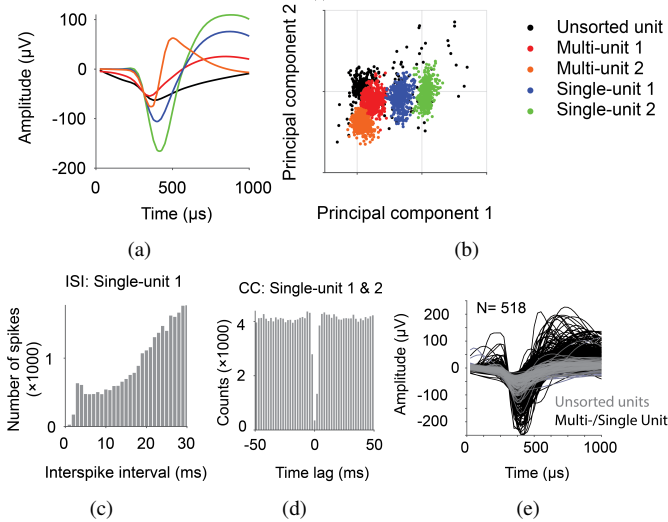 Amplitude (µV)
100
0
-100
-200
0
500
1000
Time (µs)
(a)
Principal component 2
Principal component 1
(b)
Unsorted unit
Multi-unit 1
Multi-unit 2
Single-unit 1
Single-unit 2
ISI: Single-unit 1
Number of spikes
(×1000)
1
0
0
10
20
30
Interspike interval (ms)
(c)
CC: Single-unit 1 & 2
Counts (×1000)
4
2
0
-50
0
50
Time lag (ms)
(d)
N= 518
Amplitude (µV)
200
100
0
-100
-200
Unsorted units
Multi-/Single Unit
0
500
1000
Time (µs)
(e)